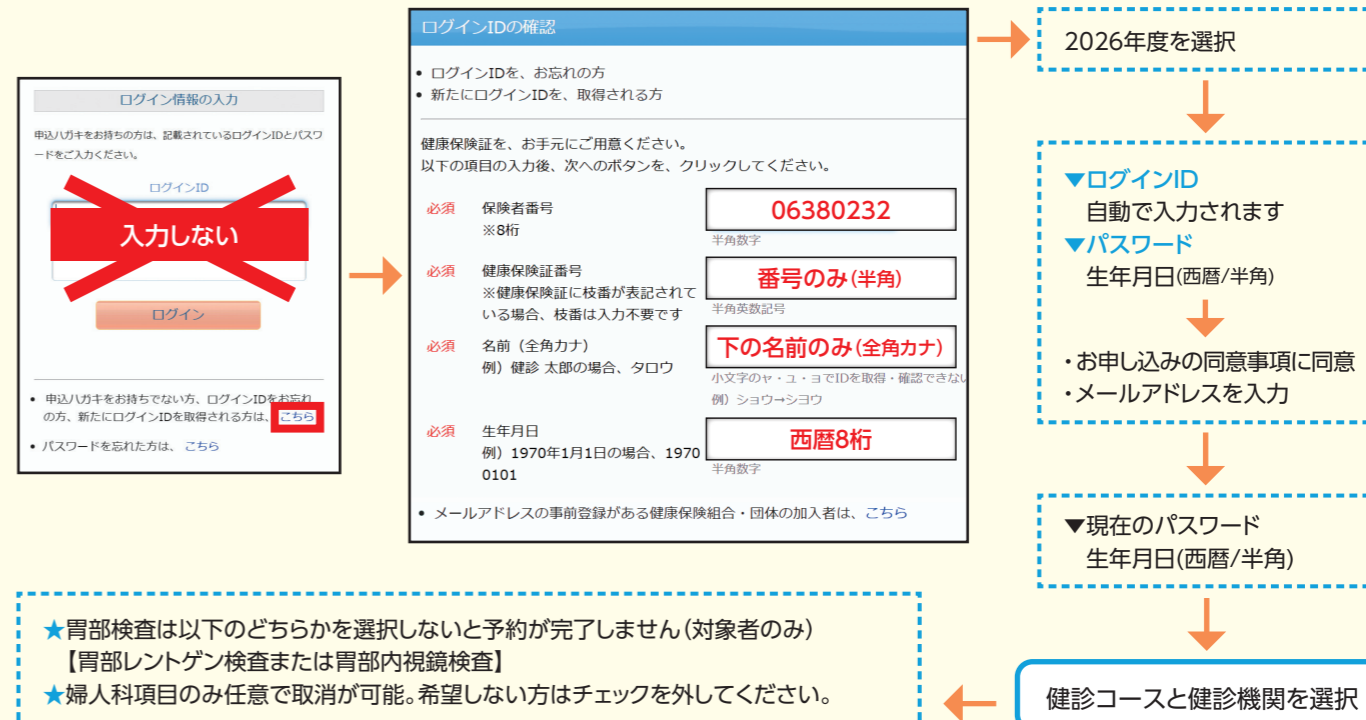 ログイン情報の入力
申込ハガキをお持ちの方は、記載されているログインIDとパスワ
ードをご入力ください。
ログインID
入力しない
ログイン
• 申込ハガキをお持ちでない方、ログインIDをお忘れ
の方、新たにログインIDを取得される方は、こちら
• パスワードを忘れた方は、こちら
ログインIDの確認
• ログインIDを、お忘れの方
• 新たにログインIDを、取得される方
健康保険証を、お手元にご用意ください。
以下の項目の入力後、次へのボタンを、クリックしてください。
必須 保険者番号 06380232
※8桁 半角数字
必須 健康保険証番号 番号のみ(半角)
※健康保険証に枝番が表記されて
いる場合、枝番は入力不要です 半角英数記号
必須 名前（全角カナ） 下の名前のみ(全角カナ)
例）健診 太郎の場合、タロウ
小文字のヤ・ユ・ヨでIDを取得・確認できない
例）ショウ→シヨウ
必須 生年月日 西暦8桁
例）1970年1月1日の場合、1970
0101 半角数字
• メールアドレスの事前登録がある健康保険組合・団体の加入者は、こちら
2026年度を選択
▼ログインID
自動で入力されます
▼パスワード
生年月日(西暦/半角)
・お申し込みの同意事項に同意
・メールアドレスを入力
▼現在のパスワード
生年月日(西暦/半角)
健診コースと健診機関を選択
★胃部検査は以下のどちらかを選択しないと予約が完了しません(対象者のみ)
【胃部レントゲン検査または胃部内視鏡検査】
★婦人科項目のみ任意で取消が可能。希望しない方はチェックを外してください。